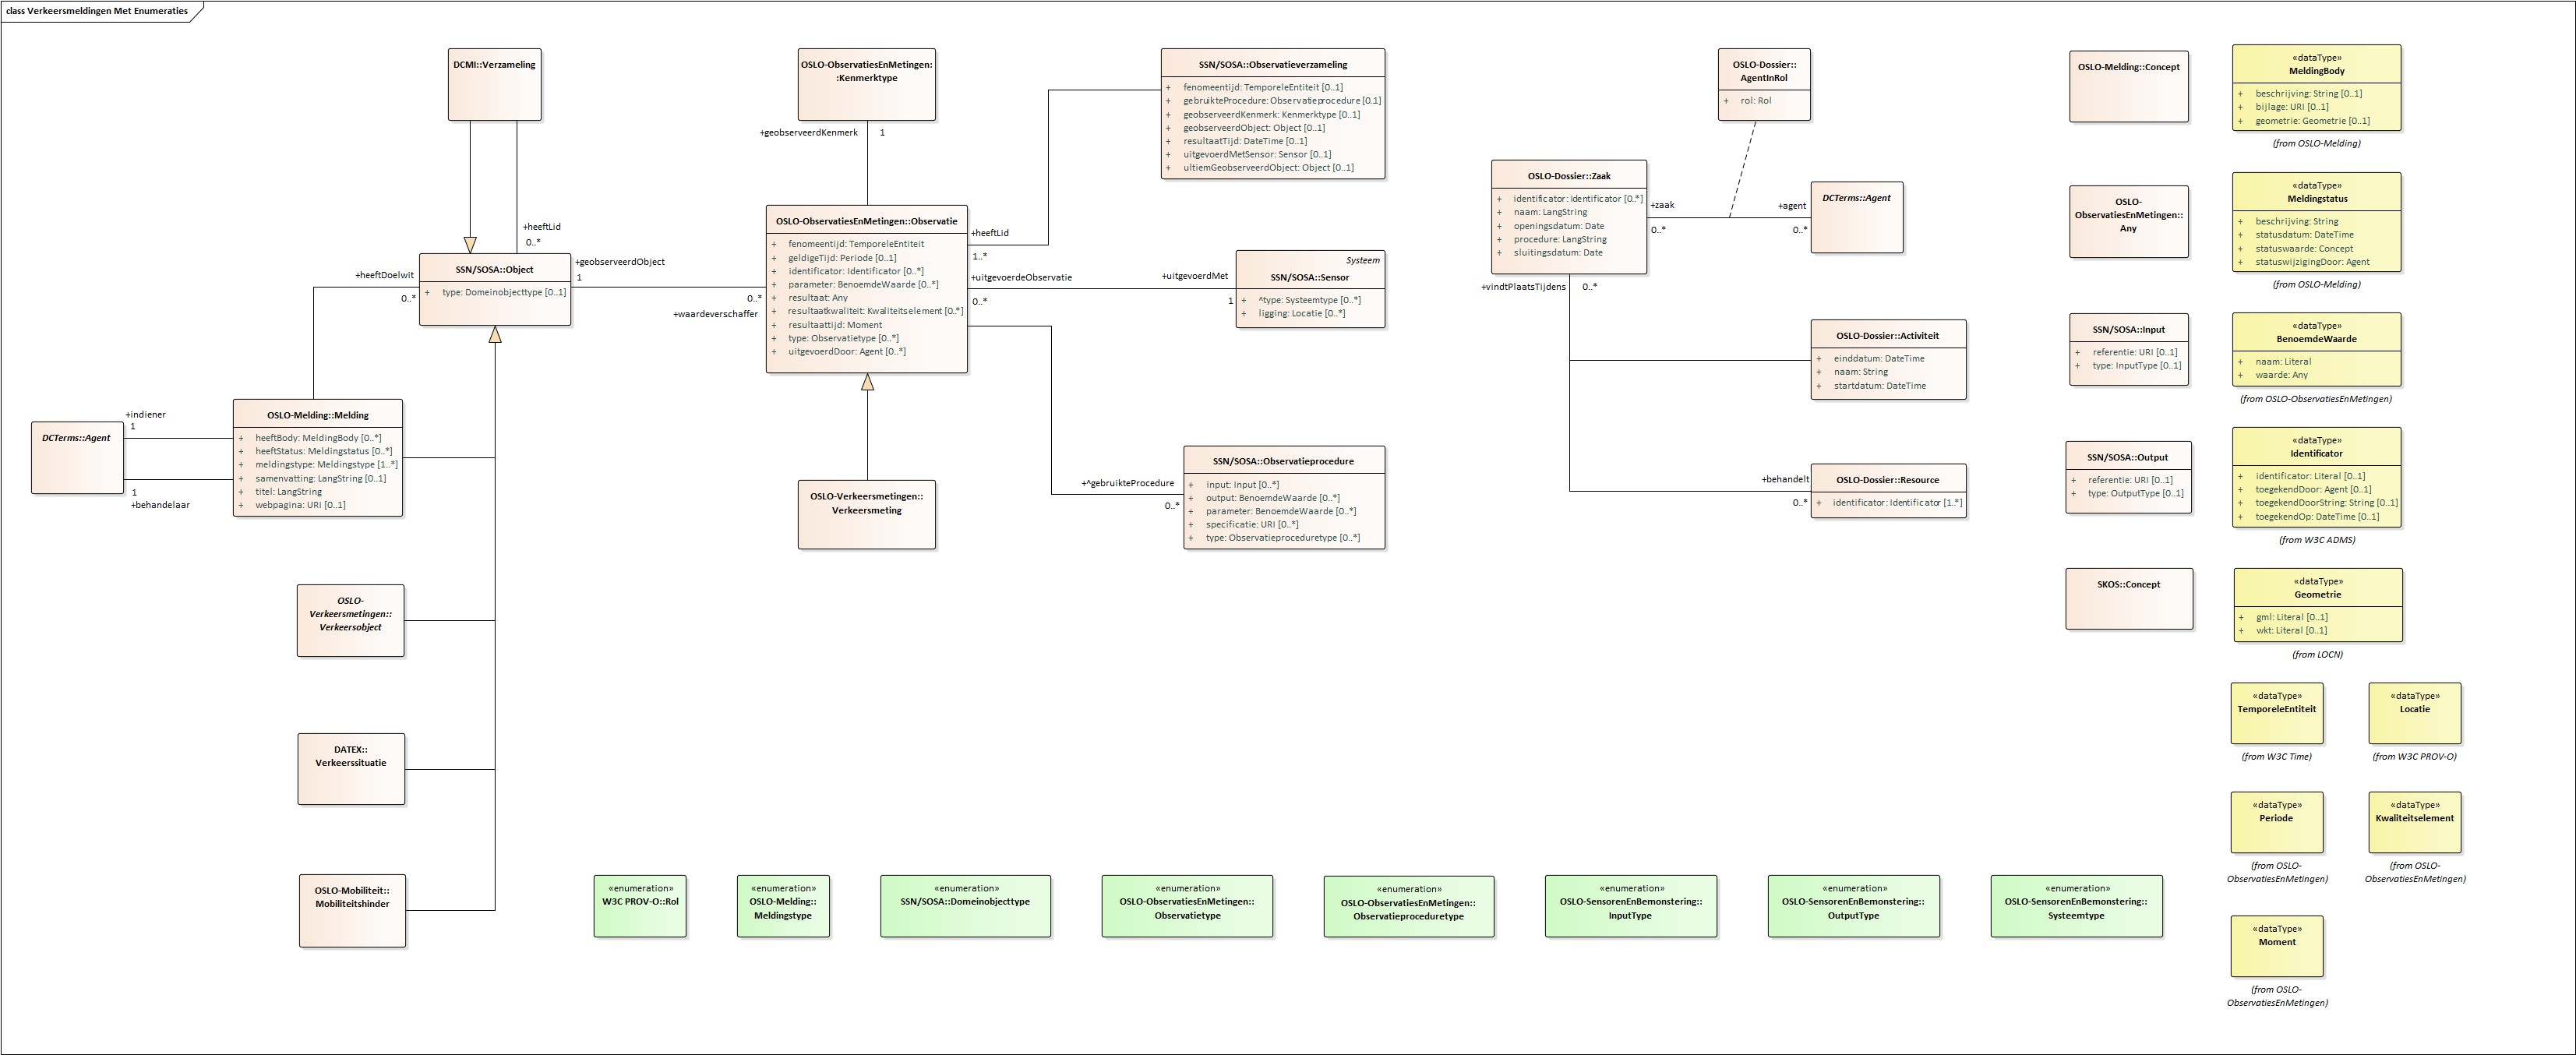 class Verkeersmeldingen Met Enumeraties
DCMI::Verzameling
+heeftLid
0..*
SSN/SOSA::Object
+ type: Domeinobjecttype [0..1]
+heeftDoelwit
0..*
+geobserveerdObject
1
0..*
+waardeverschaffer
OSLO-ObservatiesEnMetingen:
:Kenmerktype
+geobserveerdKenmerk
1
OSLO-ObservatiesEnMetingen::Observatie
+ fenomeentijd: TemporeleEntiteit
+ geldigeTijd: Periode [0..1]
+ identificator: Identificator [0..*]
+ parameter: BenoemdeWaarde [0..*]
+ resultaat: Any
+ resultaatkwaliteit: Kwaliteitselement [0..*]
+ resultaattijd: Moment
+ type: Observatietype [0..*]
+ uitgevoerdDoor: Agent [0..*]
+heeftLid
1..*
+uitgevoerdeObservatie
0..*
+uitgevoerdMet
1
SSN/SOSA::Observatieverzameling
+ fenomeentijd: TemporeleEntiteit [0..1]
+ gebruikteProcedure: Observatieprocedure [0.1]
+ geobserveerdKenmerk: Kenmerktype [0..1]
+ geobserveerdObject: Object [0..1]
+ resultaatTijd: DateTime [0..1]
+ uitgevoerdMetSensor: Sensor [0..1]
+ ultiemGeobserveerdObject: Object [0..1]
Systeem
SSN/SOSA::Sensor
+ ^type: Systeemtype [0..*]
+ ligging: Locatie [0..*]
+^gebruikteProcedure
0..*
SSN/SOSA::Observatieprocedure
+ input: Input [0..*]
+ output: BenoemdeWaarde [0..*]
+ parameter: BenoemdeWaarde [0..*]
+ specificatie: URI [0..*]
+ type: Observatieproceduretype [0..*]
OSLO-Verkeersmetingen::
Verkeersmeting
DCTerms::Agent
+indiener
1
1
+behandelaar
OSLO-Melding::Melding
+ heeftBody: MeldingBody [0..*]
+ heeftStatus: Meldingstatus [0..*]
+ meldingstype: Meldingstype [1..*]
+ samenvatting: LangString [0..1]
+ titel: LangString
+ webpagina: URI [0..1]
OSLO-
Verkeersmetingen::
Verkeersobject
DATEX::
Verkeerssituatie
OSLO-Mobiliteit::
Mobiliteitshinder
OSLO-Dossier::
AgentInRol
+ rol: Rol
OSLO-Dossier::Zaak
+ identificator: Identificator [0..*]
+ naam: LangString
+ openingsdatum: Date
+ procedure: LangString
+ sluitingsdatum: Date
+zaak
0..*
+agent
0..*
DCTerms::Agent
+vindtPlaatsTijdens
0..*
OSLO-Dossier::Activiteit
+ einddatum: DateTime
+ naam: String
+ startdatum: DateTime
+behandelt
0..*
OSLO-Dossier::Resource
+ identificator: Identificator [1..*]
OSLO-Melding::Concept
OSLO-
ObservatiesEnMetingen::
Any
SSN/SOSA::Input
+ referentie: URI [0..1]
+ type: InputType [0..1]
SSN/SOSA::Output
+ referentie: URI [0..1]
+ type: OutputType [0..1]
SKOS::Concept
«dataType»
MeldingBody
+ beschrijving: String [0..1]
+ bijlage: URI [0..1]
+ geometrie: Geometrie [0..1]
(from OSLO-Melding)
«dataType»
Meldingstatus
+ beschrijving: String
+ statusdatum: DateTime
+ statuswaarde: Concept
+ statuswijzigingDoor: Agent
(from OSLO-Melding)
«dataType»
BenoemdeWaarde
+ naam: Literal
+ waarde: Any
(from OSLO-ObservatiesEnMetingen)
«dataType»
Identificator
+ identificator: Literal [0..1]
+ toegekendDoor: Agent [0..1]
+ toegekendDoorString: String [0..1]
+ toegekendOp: DateTime [0..1]
(from W3C ADMS)
«dataType»
Geometrie
+ gml: Literal [0..1]
+ wkt: Literal [0..1]
(from LOCN)
«dataType»
TemporeleEntiteit
(from W3C Time)
«dataType»
Locatie
(from W3C PROV-O)
«dataType»
Periode
(from OSLO-
ObservatiesEnMetingen)
«dataType»
Kwaliteitselement
(from OSLO-
ObservatiesEnMetingen)
«dataType»
Moment
(from OSLO-
ObservatiesEnMetingen)
«enumeration»
W3C PROV-O::Rol
«enumeration»
OSLO-Melding::
Meldingstype
«enumeration»
SSN/SOSA::Domeinobjecttype
«enumeration»
OSLO-ObservatiesEnMetingen::
Observatietype
«enumeration»
OSLO-ObservatiesEnMetingen::
Observatieproceduretype
«enumeration»
OSLO-SensorenEnBemonstering::
InputType
«enumeration»
OSLO-SensorenEnBemonstering::
OutputType
«enumeration»
OSLO-SensorenEnBemonstering::
Systeemtype